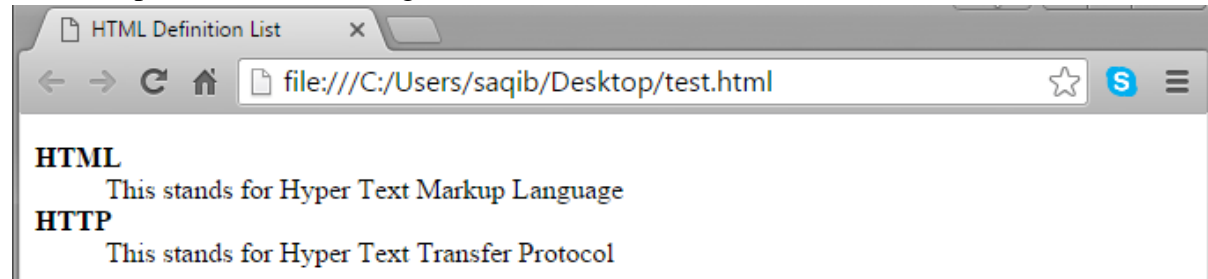 HTML Definition List
file:///C:/Users/saqib/Desktop/test.html
HTML
This stands for Hyper Text Markup Language
HTTP
This stands for Hyper Text Transfer Protocol